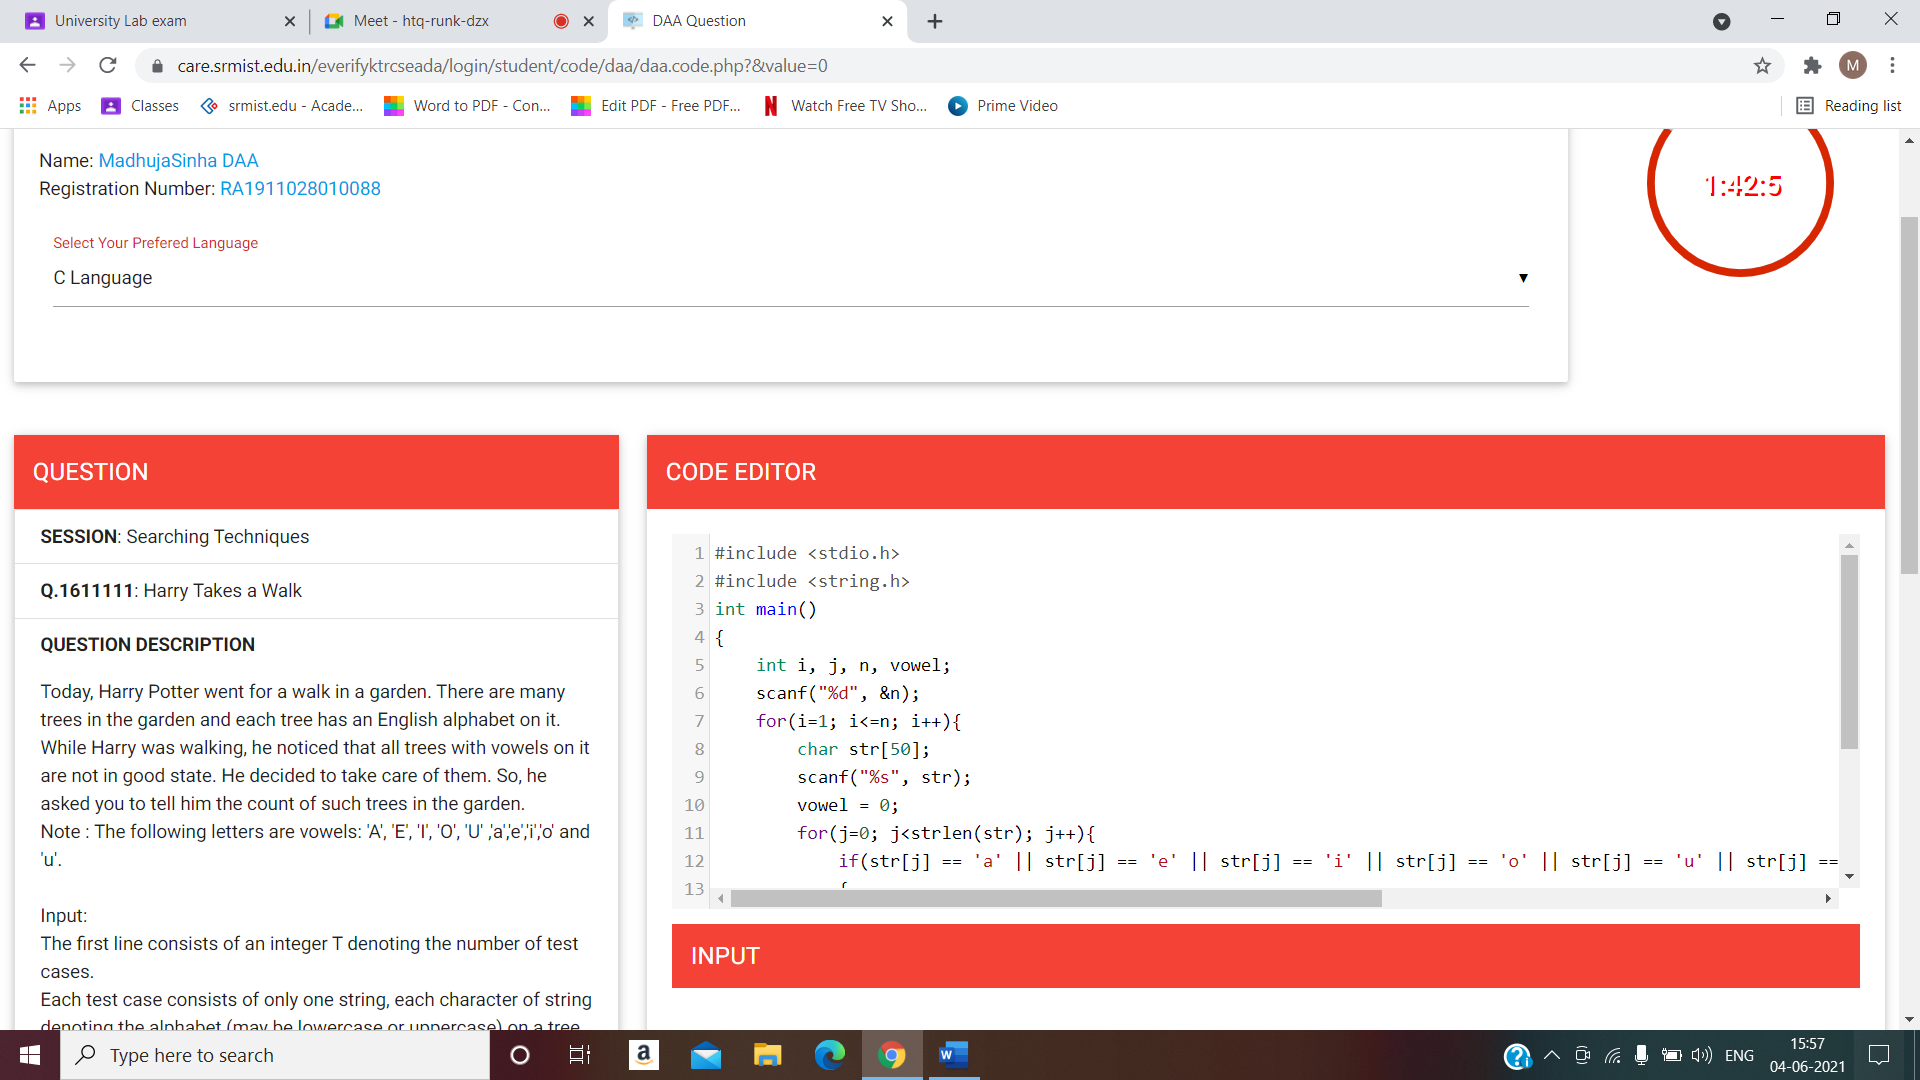 University Lab exam
Meet - htq-runk-dzx
DAA Question
care.srmist.edu.in/everifyktrcseada/login/student/code/daa/daa.code.php?&value=0
M
Apps
Classes
srmist.edu - Acade...
Word to PDF - Con...
Edit PDF - Free PDF...
Watch Free TV Sho...
Prime Video
Reading list
Name: MadhujaSinha DAA
Registration Number: RA1911028010088
1:42:5
Select Your Prefered Language
C Language
QUESTION
SESSION: Searching Techniques
Q.1611111: Harry Takes a Walk
QUESTION DESCRIPTION
Today, Harry Potter went for a walk in a garden. There are many
trees in the garden and each tree has an English alphabet on it.
While Harry was walking, he noticed that all trees with vowels on it
are not in good state. He decided to take care of them. So, he
asked you to tell him the count of such trees in the garden.
Note : The following letters are vowels: 'A', 'E', 'I', 'O', 'U' ,'a','e','i','o' and
'u'.
Input:
The first line consists of an integer T denoting the number of test
cases.
Each test case consists of only one string, each character of string
denoting the alphabet (may be lowercase or uppercase) on a tree
CODE EDITOR
1 #include <stdio.h>
2 #include <string.h>
3 int main()
4 {
5 int i, j, n, vowel;
6 scanf("%d", &n);
7 for(i=1; i<=n; i++){
8 char str[50];
9 scanf("%s", str);
10 vowel = 0;
11 for(j=0; j<strlen(str); j++){
12 if(str[j] == 'a' || str[j] == 'e' || str[j] == 'i' || str[j] == 'o' || str[j] == 'u' || str[j] ==
13 {
INPUT
Type here to search
ENG
15:57
04-06-2021